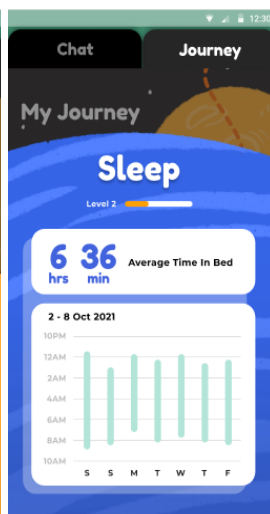 12:30
Chat Journey
My Journey
Sleep
Level 2
6 hrs 36 min Average Time In Bed
2 - 8 Oct 2021
10PM
12AM
2AM
4AM
6AM
8AM
10AM
S S M T W T F